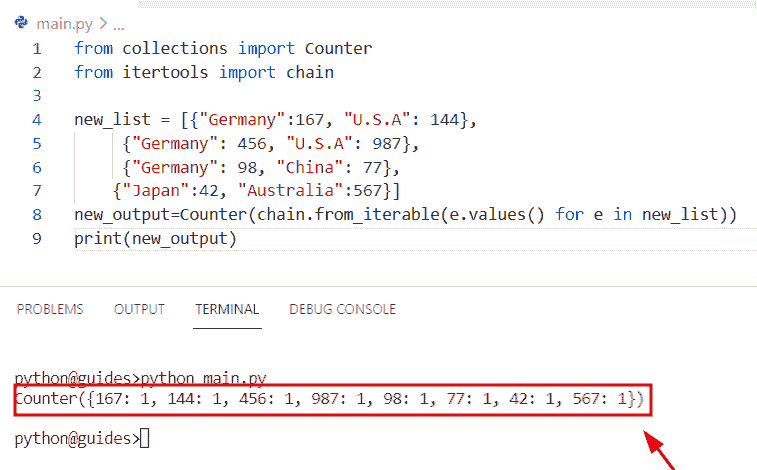 main.py > ...
1 from collections import Counter
2 from itertools import chain
3
4 new_list = [{"Germany":167, "U.S.A": 144},
5 {"Germany": 456, "U.S.A": 987},
6 {"Germany": 98, "China": 77},
7 {"Japan":42, "Australia":567}]
8 new_output=Counter(chain.from_iterable(e.values() for e in new_list))
9 print(new_output)
PROBLEMS OUTPUT TERMINAL DEBUG CONSOLE
python@guides>python main.py
Counter({167: 1, 144: 1, 456: 1, 987: 1, 98: 1, 77: 1, 42: 1, 567: 1})
python@guides>